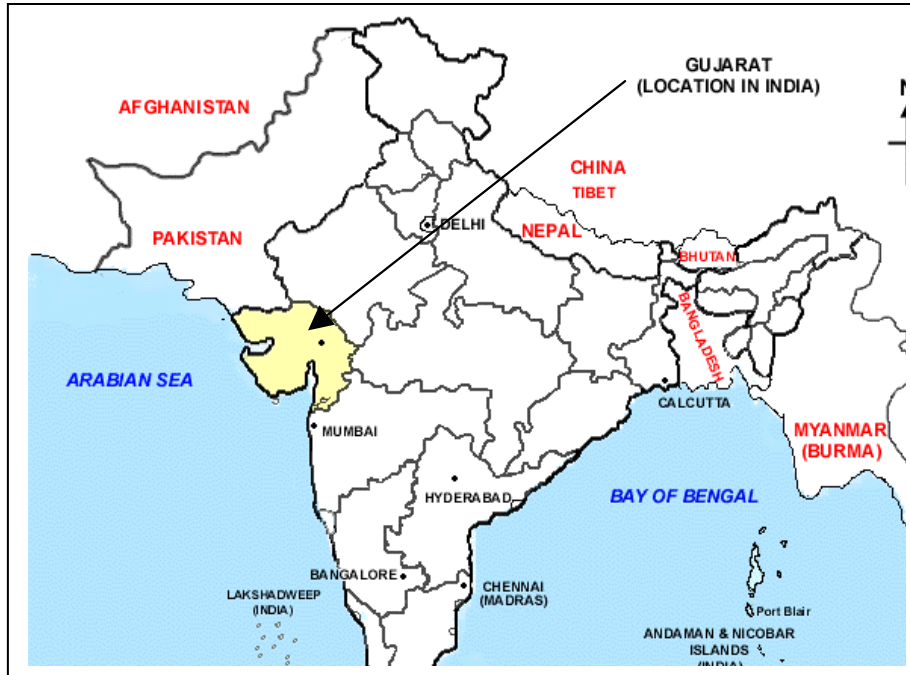 GUJARAT
(LOCATION IN INDIA)
N
AFGHANISTAN
CHINA
TIBET
PAKISTAN
DELHI
NEPAL
BHUTAN
BANGLADESH
ARABIAN SEA
CALCUTTA
MUMBAI
MYANMAR
(BURMA)
HYDERABAD
BAY OF BENGAL
BANGALORE
CHENNAI
(MADRAS)
LAKSHADWEEP
(INDIA)
Port Blair
ANDAMAN & NICOBAR
ISLANDS
(INDIA)